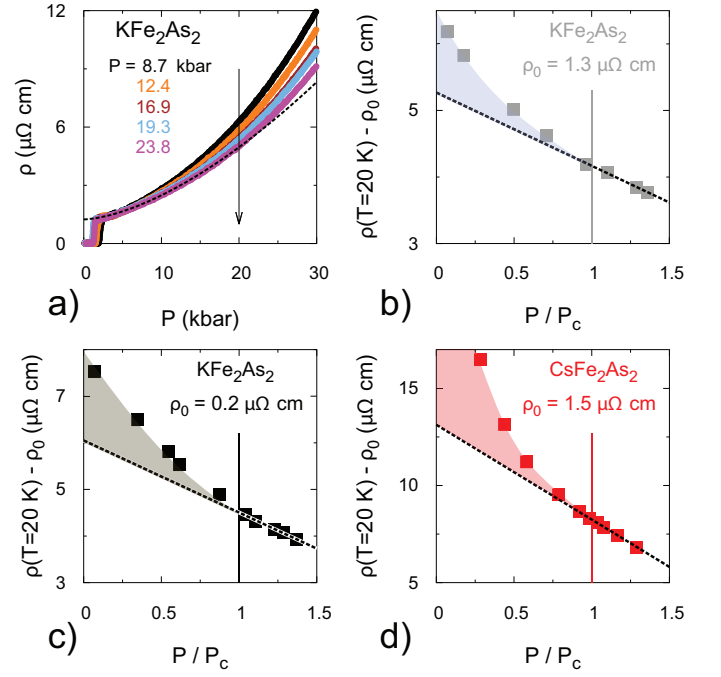 12
9
6
3
0
ρ (μΩ cm)
KFe2As2
P = 8.7 kbar
12.4
16.9
19.3
23.8
0 10 20 30
P (kbar)
a)
5
3
ρ(T=20 K) - ρ0 (μΩ cm)
KFe2As2
ρ0 = 1.3 μΩ cm
0 0.5 1 1.5
P / Pc
b)
7
5
3
ρ(T=20 K) - ρ0 (μΩ cm)
KFe2As2
ρ0 = 0.2 μΩ cm
0 0.5 1 1.5
P / Pc
c)
15
10
5
ρ(T=20 K) - ρ0 (μΩ cm)
CsFe2As2
ρ0 = 1.5 μΩ cm
0 0.5 1 1.5
P / Pc
d)